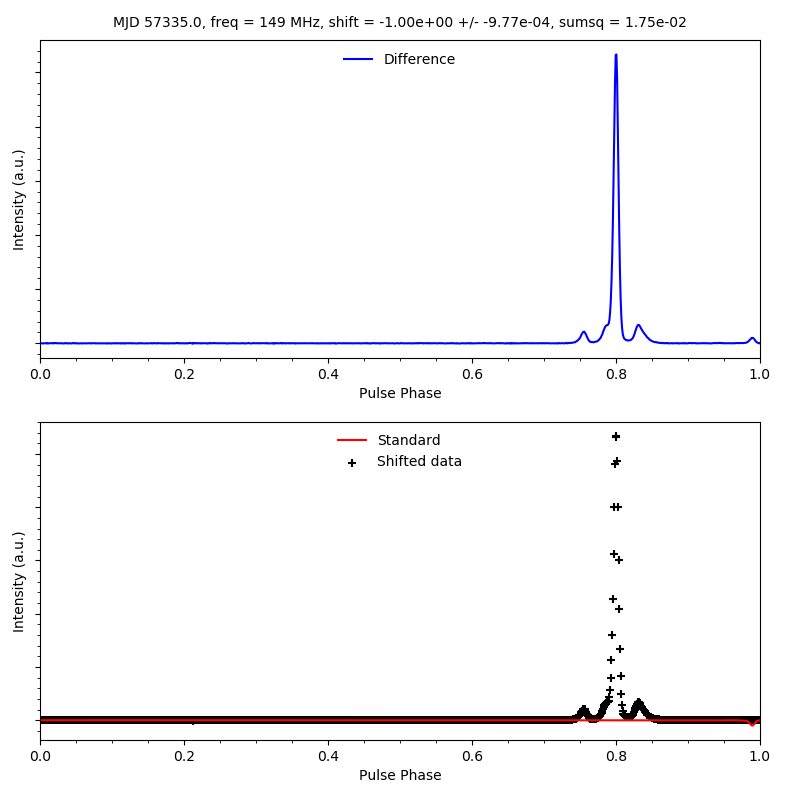 MJD 57335.0, freq = 149 MHz, shift = -1.00e+00 +/- -9.77e-04, sumsq = 1.75e-02
Difference
Intensity (a.u.)
0.0 0.2 0.4 0.6 0.8 1.0
Pulse Phase
Standard
Shifted data
Intensity (a.u.)
0.0 0.2 0.4 0.6 0.8 1.0
Pulse Phase